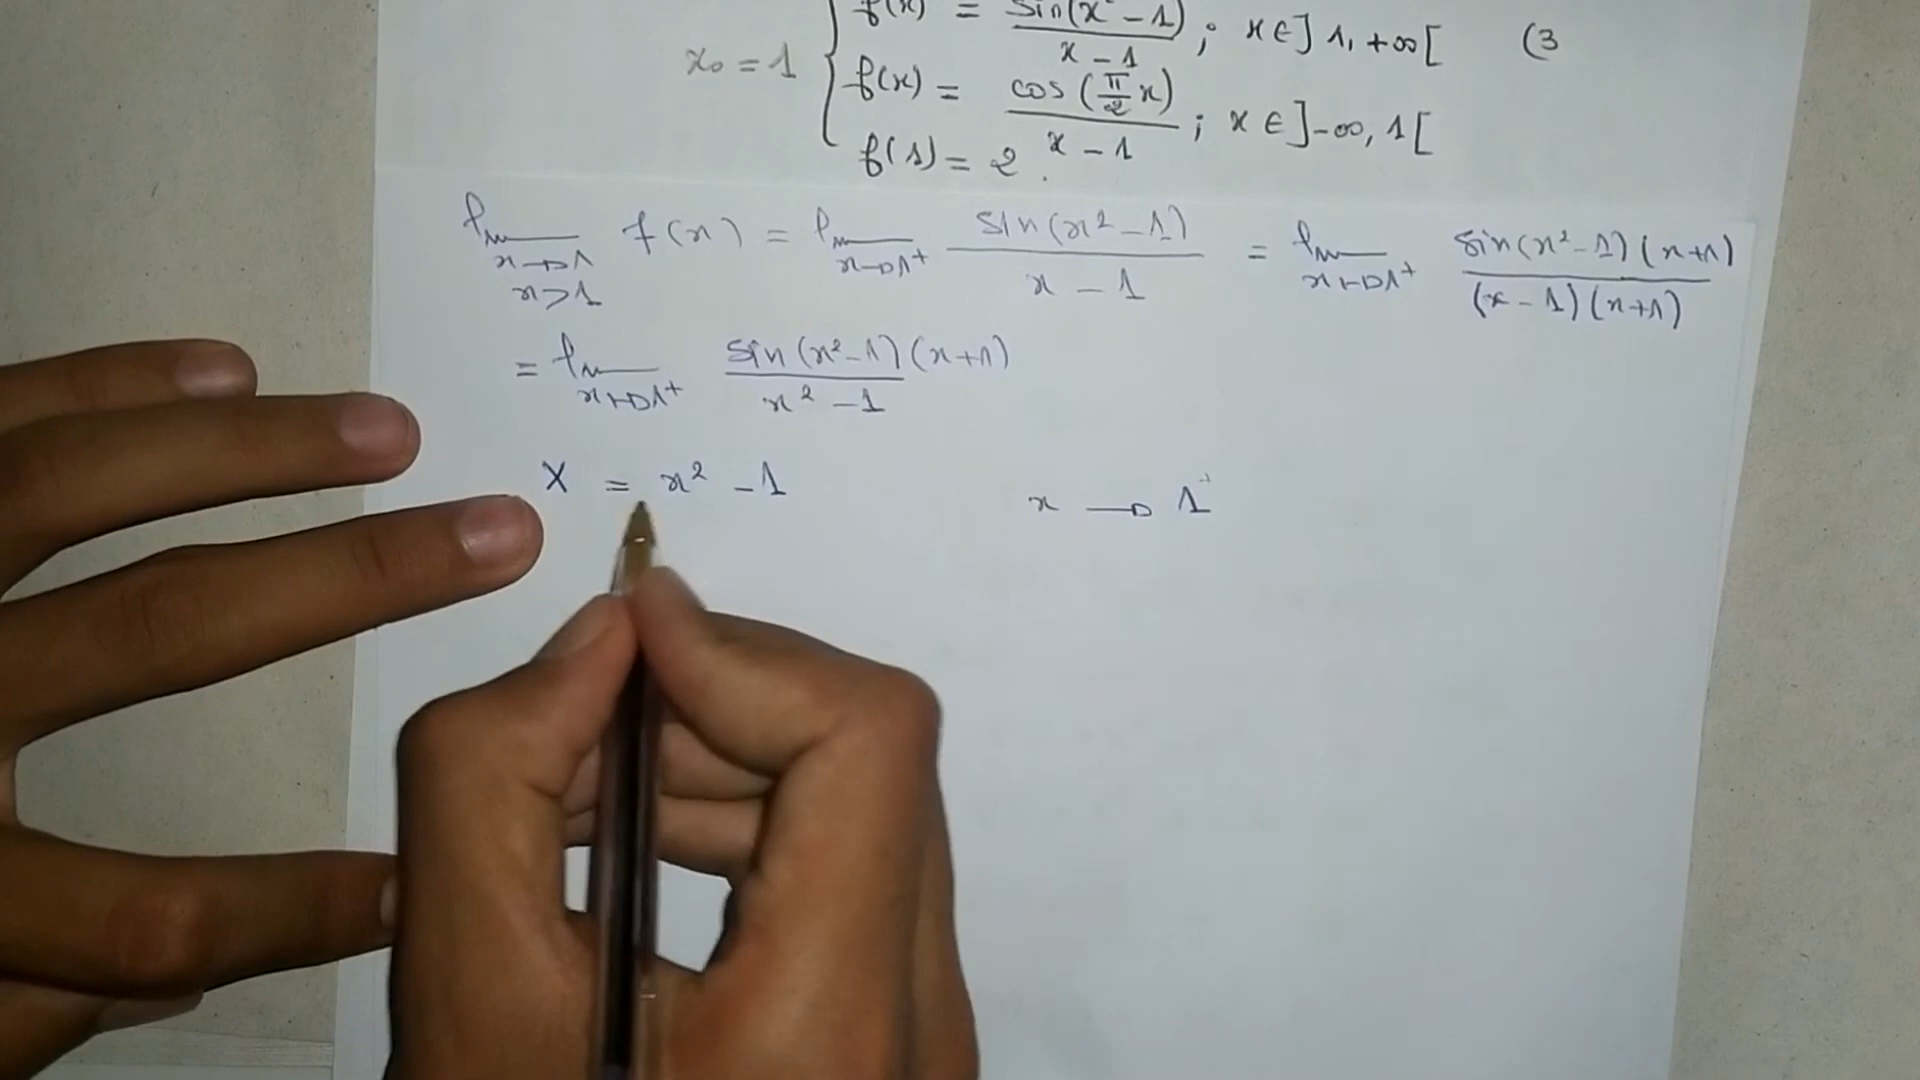 x₀ = 1 { f(x) = sin(x² - 1) / (x - 1) ; x ∈ ] 1, +∞ [ (3
f(x) = cos(π/2 x) / (x - 1) ; x ∈ ] -∞, 1 [
f(1) = 2.
lim x→1 x>1 f(x) = lim x→1⁺ sin(x² - 1) / (x - 1) = lim x→1⁺ sin(x² - 1)(x+1) / (x - 1)(x+1)
= lim x→1⁺ sin(x² - 1)/(x² - 1) (x+1)
X = x² - 1 x → 1⁺